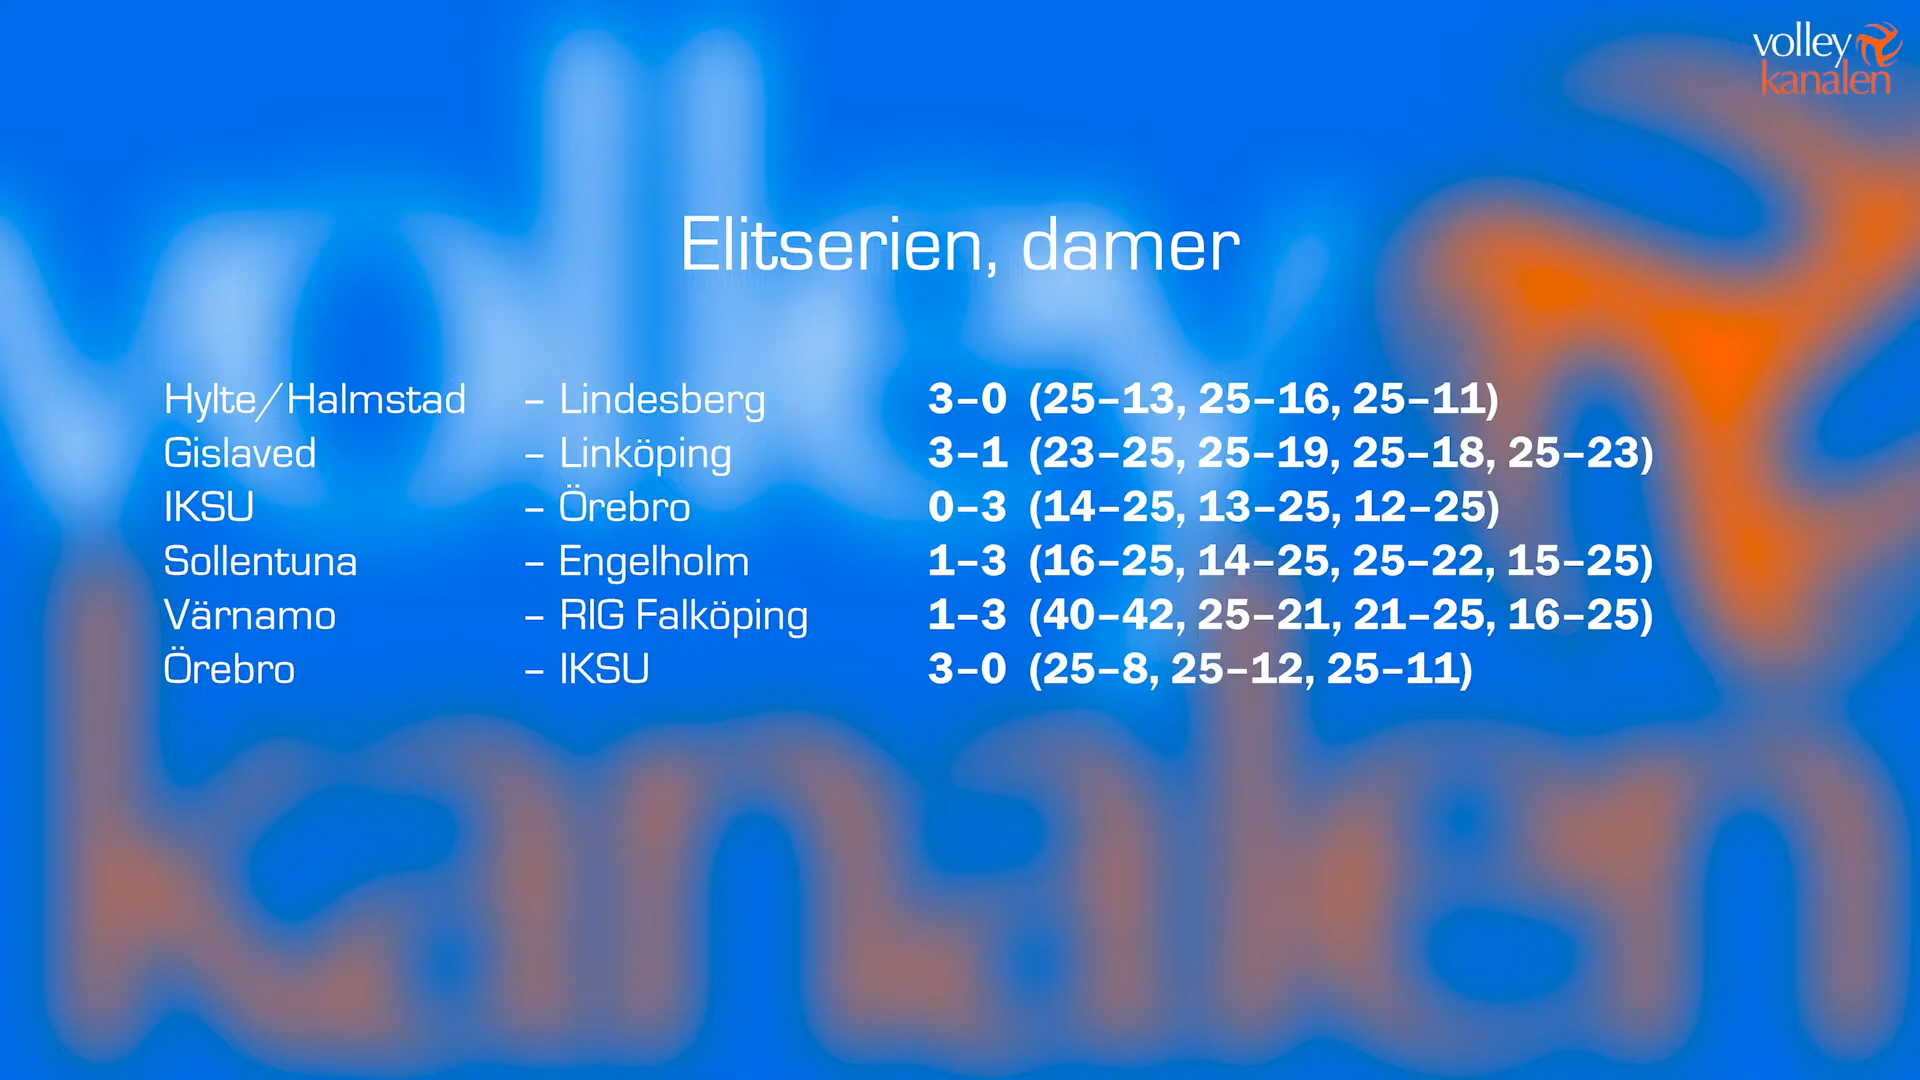 volley
kanalen
Elitserien, damer
Hylte/Halmstad – Lindesberg 3–0 (25–13, 25–16, 25–11)
Gislaved – Linköping 3–1 (23–25, 25–19, 25–18, 25–23)
IKSU – Örebro 0–3 (14–25, 13–25, 12–25)
Sollentuna – Engelholm 1–3 (16–25, 14–25, 25–22, 15–25)
Värnamo – RIG Falköping 1–3 (40–42, 25–21, 21–25, 16–25)
Örebro – IKSU 3–0 (25–8, 25–12, 25–11)